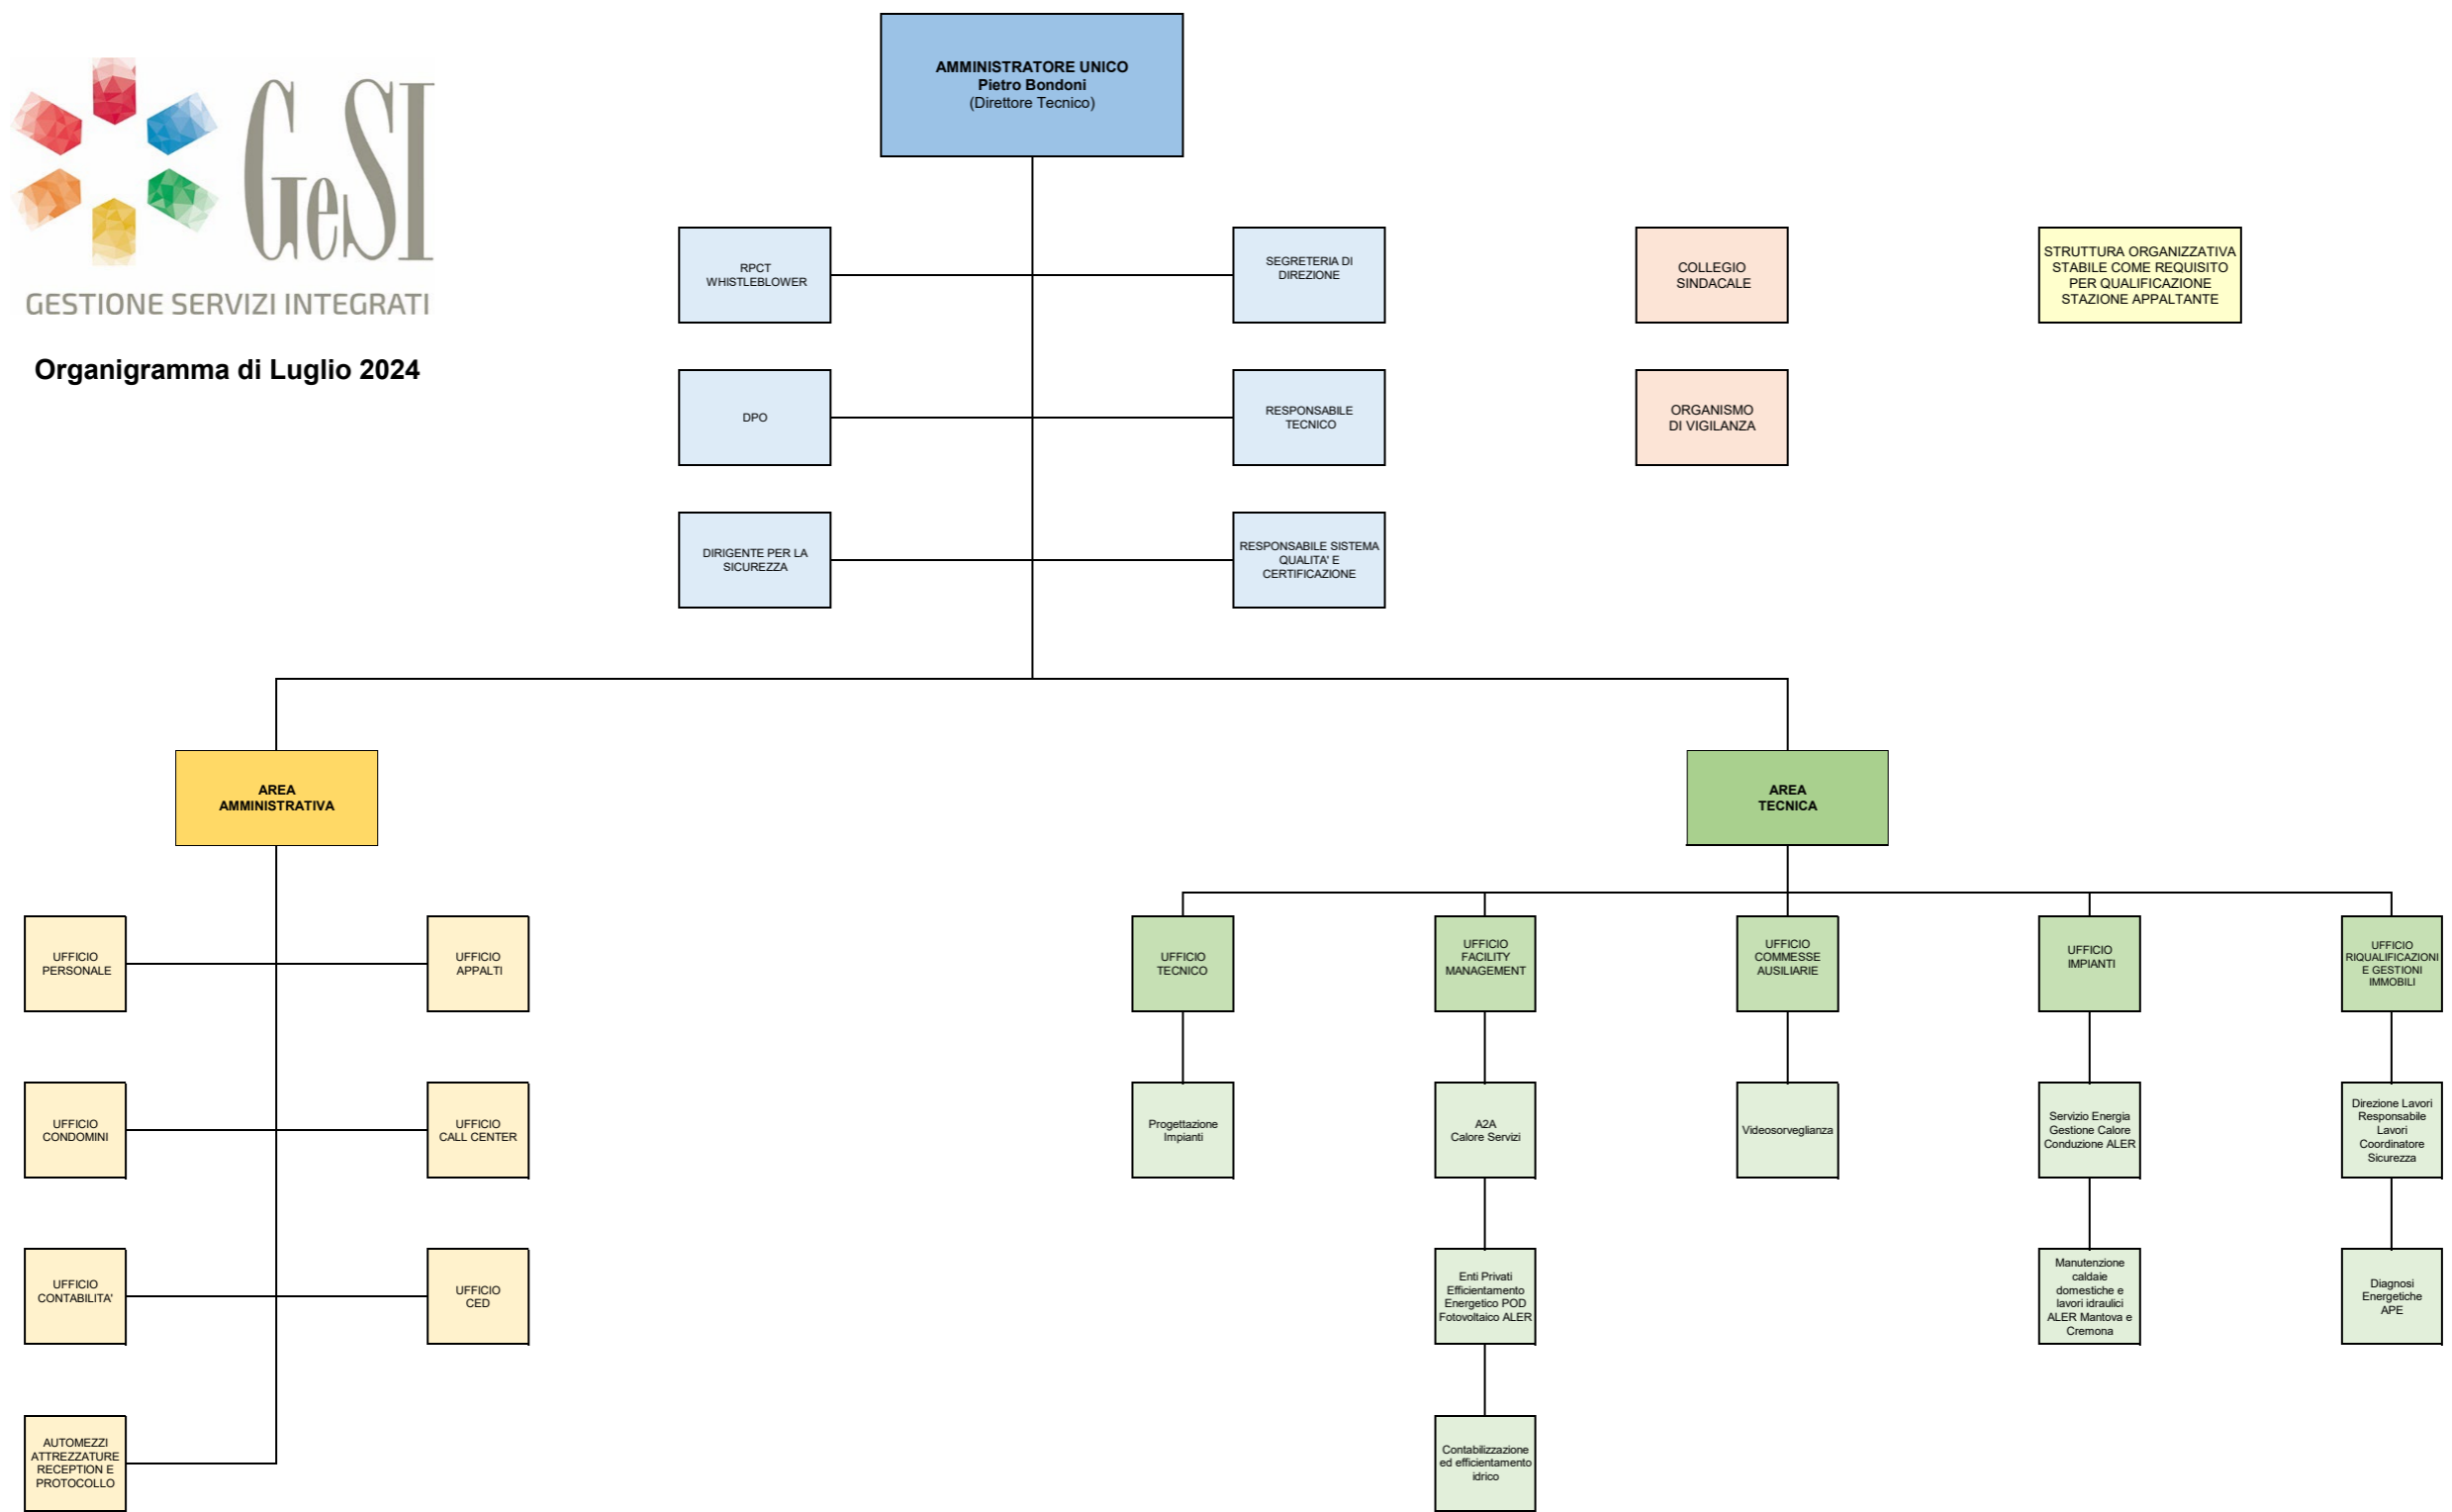 AMMINISTRATORE UNICO
Pietro Bondoni
(Direttore Tecnico)
GeSI
GESTIONE SERVIZI INTEGRATI
Organigramma di Luglio 2024
RPCT
WHISTLEBLOWER
SEGRETERIA DI
DIREZIONE
COLLEGIO
SINDACALE
STRUTTURA ORGANIZZATIVA
STABILE COME REQUISITO
PER QUALIFICAZIONE
STAZIONE APPALTANTE
DPO
RESPONSABILE
TECNICO
ORGANISMO
DI VIGILANZA
DIRIGENTE PER LA
SICUREZZA
RESPONSABILE SISTEMA
QUALITA' E
CERTIFICAZIONE
AREA
AMMINISTRATIVA
AREA
TECNICA
UFFICIO
PERSONALE
UFFICIO
APPALTI
UFFICIO
TECNICO
UFFICIO
FACILITY
MANAGEMENT
UFFICIO
COMMESSE
AUSILIARIE
UFFICIO
IMPIANTI
UFFICIO
RIQUALIFICAZIONI
E GESTIONI
IMMOBILI
UFFICIO
CONDOMINI
UFFICIO
CALL CENTER
Progettazione
Impianti
A2A
Calore Servizi
Videosorveglianza
Servizio Energia
Gestione Calore
Conduzione ALER
Direzione Lavori
Responsabile
Lavori
Coordinatore
Sicurezza
UFFICIO
CONTABILITA'
UFFICIO
CED
Enti Privati
Efficientamento
Energetico POD
Fotovoltaico ALER
Manutenzione
caldaie
domestiche e
lavori idraulici
ALER Mantova e
Cremona
Diagnosi
Energetiche
APE
AUTOMEZZI
ATTREZZATURE
RECEPTION E
PROTOCOLLO
Contabilizzazione
ed efficientamento
idrico